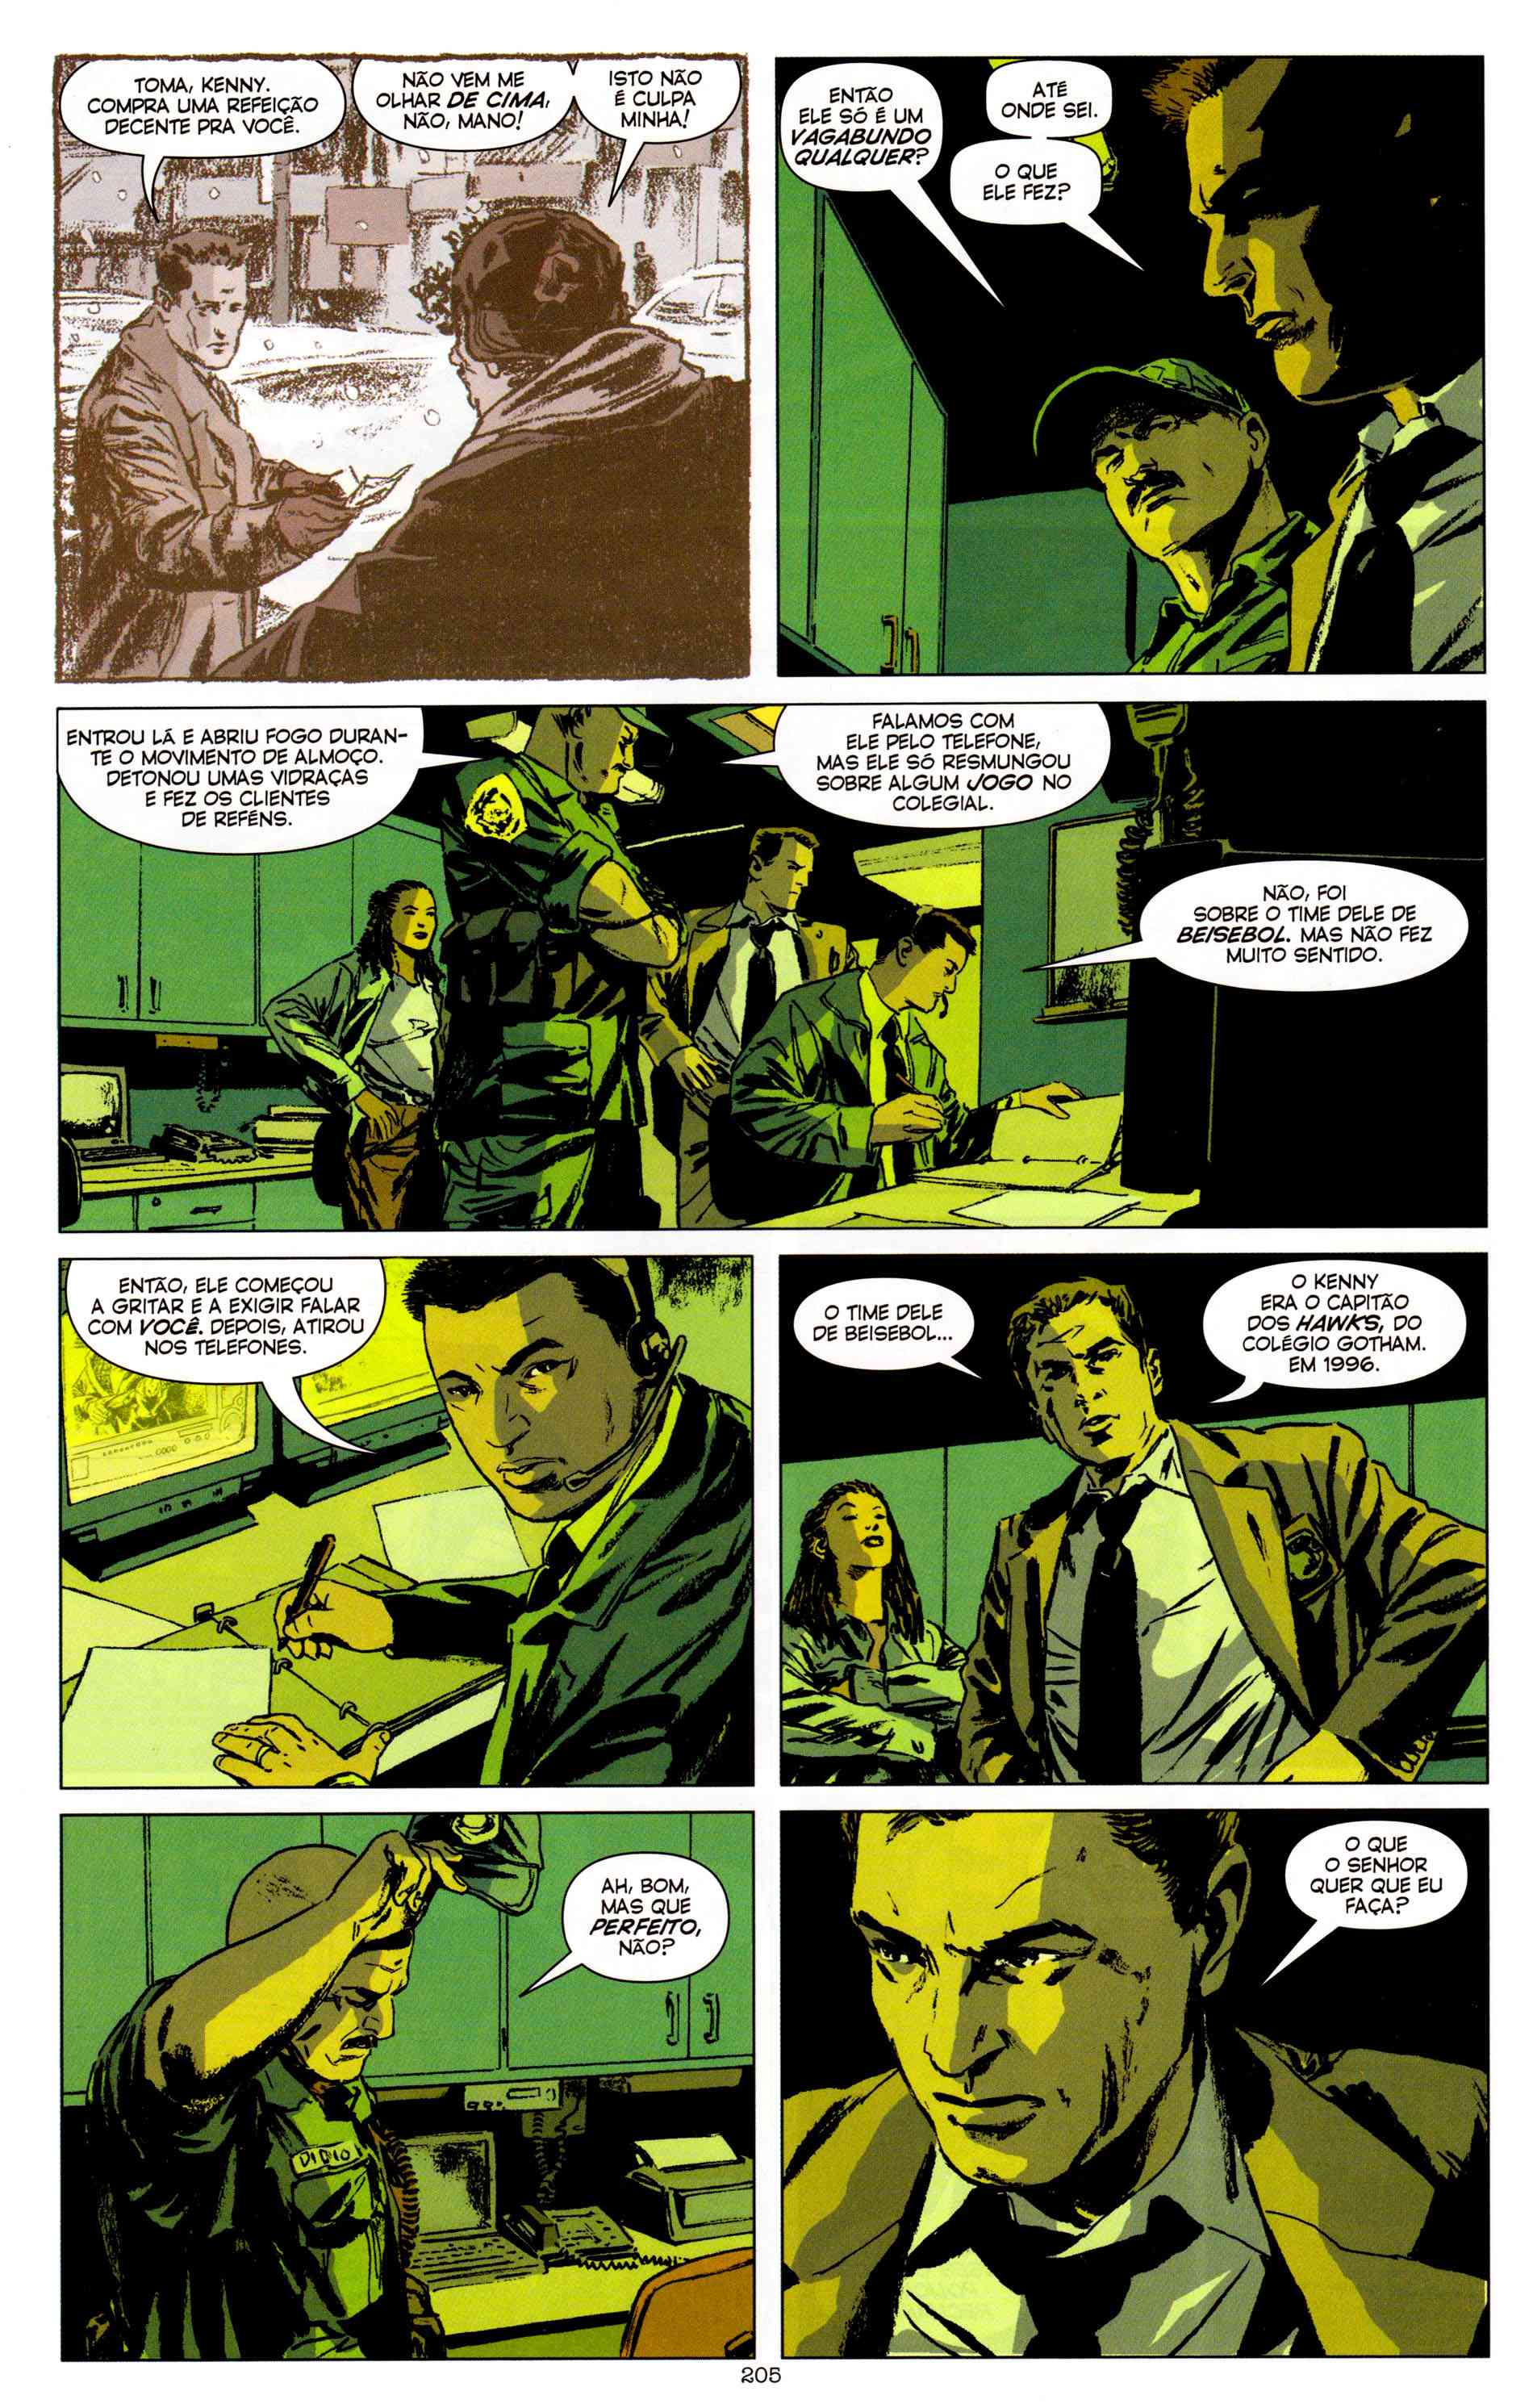 TOMA, KENNY.
COMPRA UMA REFEIÇÃO
DECENTE PRA VOCÊ.
NÃO VEM ME
OLHAR DE CIMA,
NÃO, MANO!
ISTO NÃO
É CULPA
MINHA!
ENTÃO
ELE SÓ É UM
VAGABUNDO
QUALQUER?
ATÉ
ONDE SEI.
O QUE
ELE FEZ?
ENTROU LÁ E ABRIU FOGO DURAN-
TE O MOVIMENTO DE ALMOÇO.
DETONOU UMAS VIDRAÇAS
E FEZ OS CLIENTES
DE REFÉNS.
FALAMOS COM
ELE PELO TELEFONE,
MAS ELE SÓ RESMUNGOU
SOBRE ALGUM JOGO NO
COLEGIAL.
NÃO, FOI
SOBRE O TIME DELE DE
BEISEBOL. MAS NÃO FEZ
MUITO SENTIDO.
ENTÃO, ELE COMEÇOU
A GRITAR E A EXIGIR FALAR
COM VOCÊ. DEPOIS, ATIROU
NOS TELEFONES.
O TIME DELE
DE BEISEBOL...
O KENNY
ERA O CAPITÃO
DOS HAWKS, DO
COLÉGIO GOTHAM.
EM 1996.
AH, BOM,
MAS QUE
PERFEITO,
NÃO?
DIDIO
O QUE
O SENHOR
QUER QUE EU
FAÇA?
205